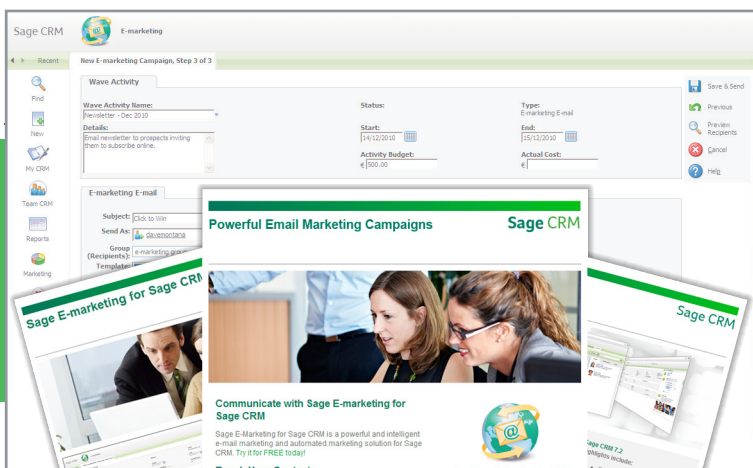 Sage CRM
E-marketing
Recent
New E-marketing Campaign, Step 3 of 3
Find
New
My CRM
Team CRM
Reports
Marketing
Wave Activity
Wave Activity Name:
Newsletter - Dec 2010
Details:
Email newsletter to prospects inviting
them to subscribe online.
Status:
Start:
14/12/2010
Activity Budget:
€ 500.00
Type:
E-marketing E-mail
End:
15/12/2010
Actual Cost:
€
Save & Send
Previous
Preview
Recipients
Cancel
Help
E-marketing E-mail
Subject: Click to Win
Send As: davemontana
Group
(Recipients): e-marketing group
Template:
Sage E-marketing for Sage CRM
Powerful Email Marketing Campaigns
Sage CRM
Communicate with Sage E-marketing for
Sage CRM
Sage E-Marketing for Sage CRM is a powerful and intelligent
e-mail marketing and automated marketing solution for Sage
CRM. Try it for FREE today!
Sage CRM
Sage CRM 7.2
highlights include: